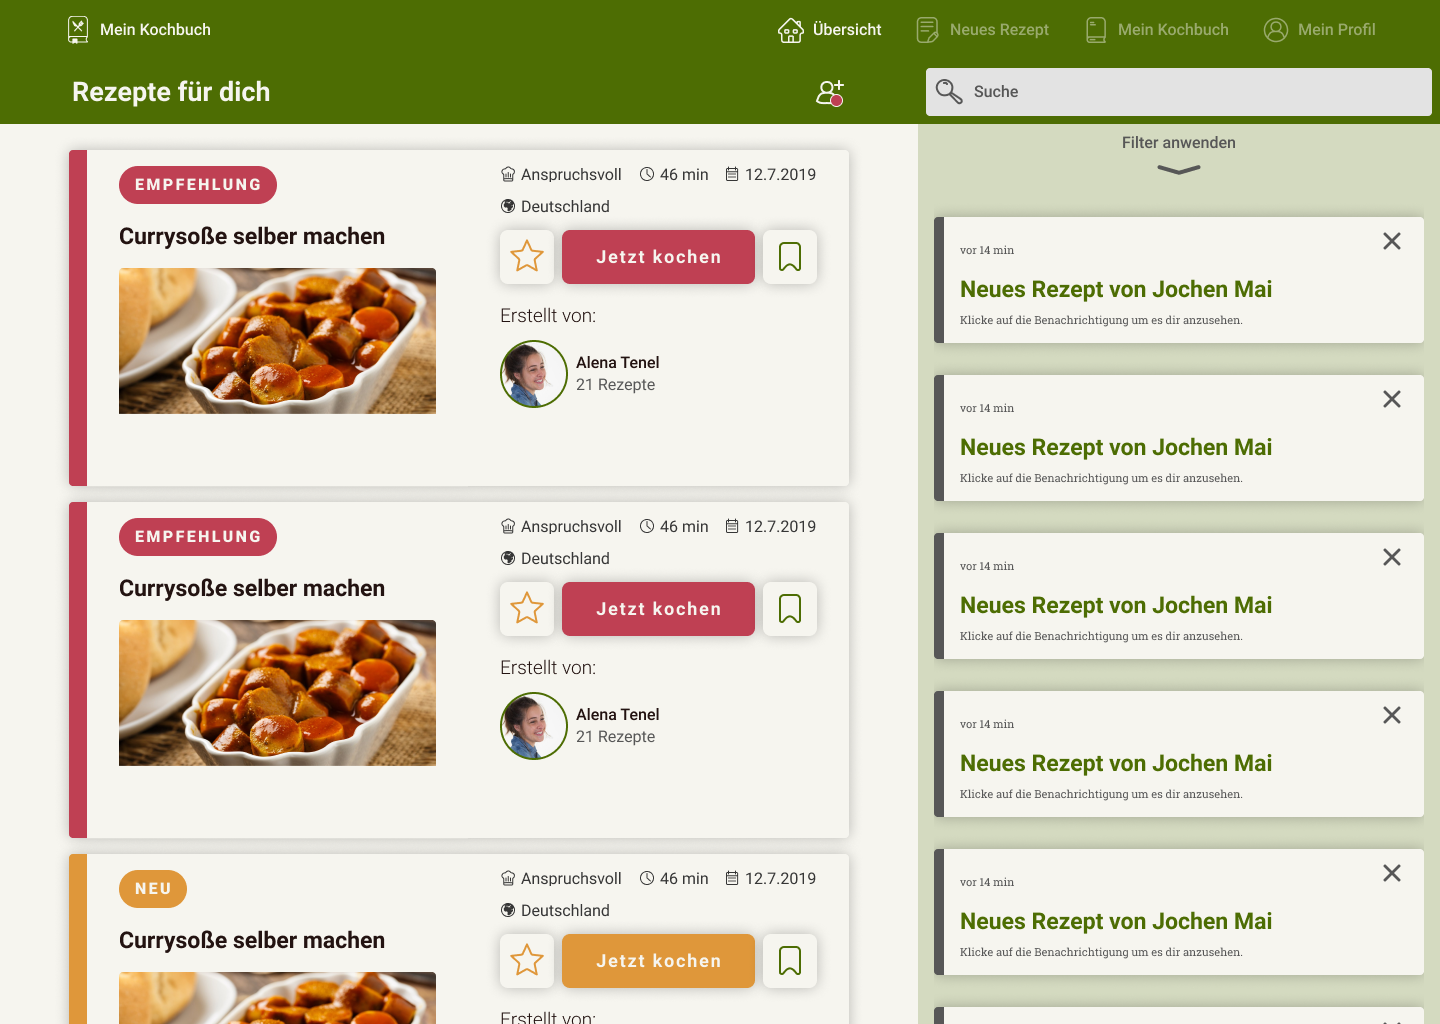 Mein Kochbuch
Übersicht
Neues Rezept
Mein Kochbuch
Mein Profil
Rezepte für dich
Suche
EMPFEHLUNG
Currysoße selber machen
Anspruchsvoll
46 min
12.7.2019
Deutschland
Jetzt kochen
Erstellt von:
Alena Tenel
21 Rezepte
EMPFEHLUNG
Currysoße selber machen
Anspruchsvoll
46 min
12.7.2019
Deutschland
Jetzt kochen
Erstellt von:
Alena Tenel
21 Rezepte
NEU
Currysoße selber machen
Anspruchsvoll
46 min
12.7.2019
Deutschland
Jetzt kochen
Erstellt von:
Filter anwenden
vor 14 min
Neues Rezept von Jochen Mai
Klicke auf die Benachrichtigung um es dir anzusehen.
vor 14 min
Neues Rezept von Jochen Mai
Klicke auf die Benachrichtigung um es dir anzusehen.
vor 14 min
Neues Rezept von Jochen Mai
Klicke auf die Benachrichtigung um es dir anzusehen.
vor 14 min
Neues Rezept von Jochen Mai
Klicke auf die Benachrichtigung um es dir anzusehen.
vor 14 min
Neues Rezept von Jochen Mai
Klicke auf die Benachrichtigung um es dir anzusehen.